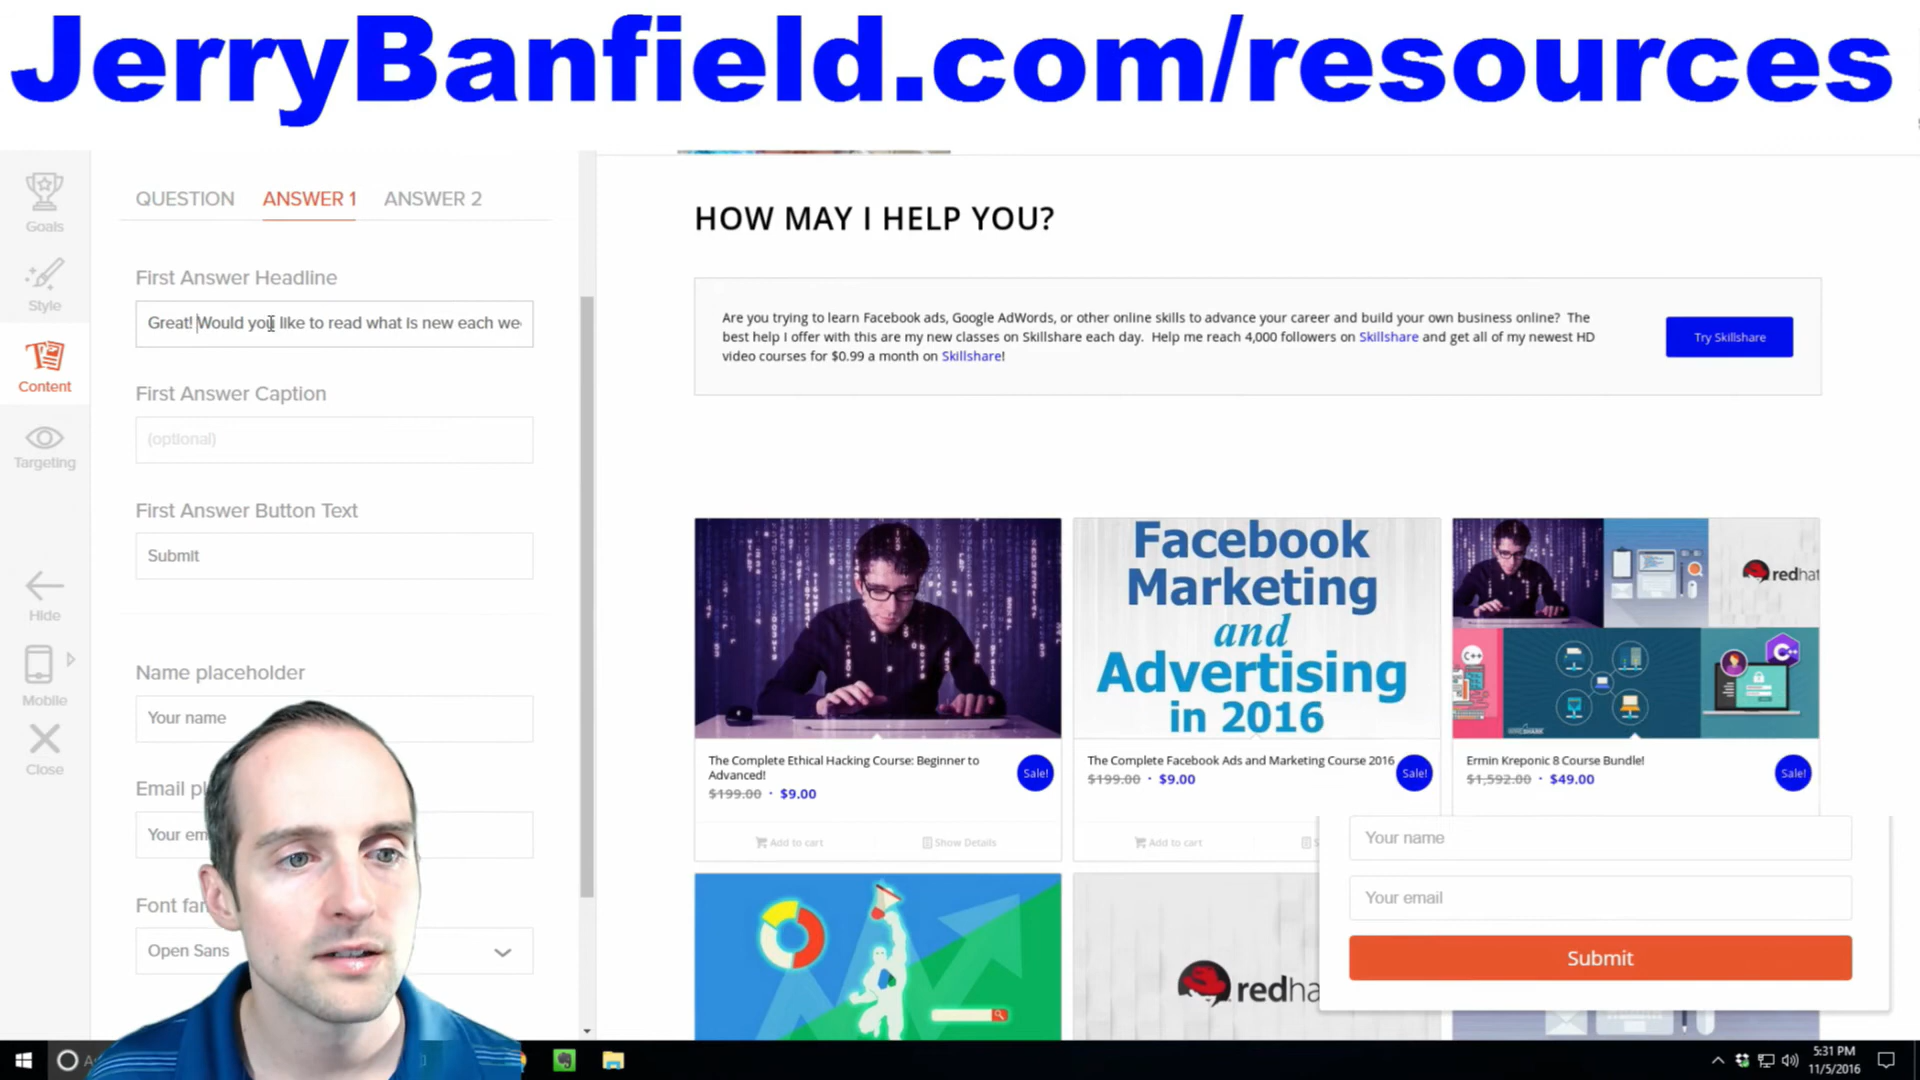 JerryBanfield.com/resources
Goals
Style
Content
Targeting
Hide
Mobile
Close
QUESTION ANSWER 1 ANSWER 2
First Answer Headline
Great! Would you like to read what is new each we
First Answer Caption
(optional)
First Answer Button Text
Submit
Name placeholder
Your name
Email pl
Your em
Font fam
Open Sans
HOW MAY I HELP YOU?
Are you trying to learn Facebook ads, Google AdWords, or other online skills to advance your career and build your own business online? The
best help I offer with this are my new classes on Skillshare each day. Help me reach 4,000 followers on Skillshare and get all of my newest HD
video courses for $0.99 a month on Skillshare!
Try Skillshare
Facebook
Marketing
and
Advertising
in 2016
redhat
C++
C++
The Complete Ethical Hacking Course: Beginner to
Advanced!
$199.00 · $9.00
Sale!
Add to cart Show Details
The Complete Facebook Ads and Marketing Course 2016
$199.00 · $9.00
Sale!
Add to cart S
Ermin Kreponic 8 Course Bundle!
$1,592.00 · $49.00
Sale!
redha
Your name
Your email
Submit
5:31 PM
11/5/2016